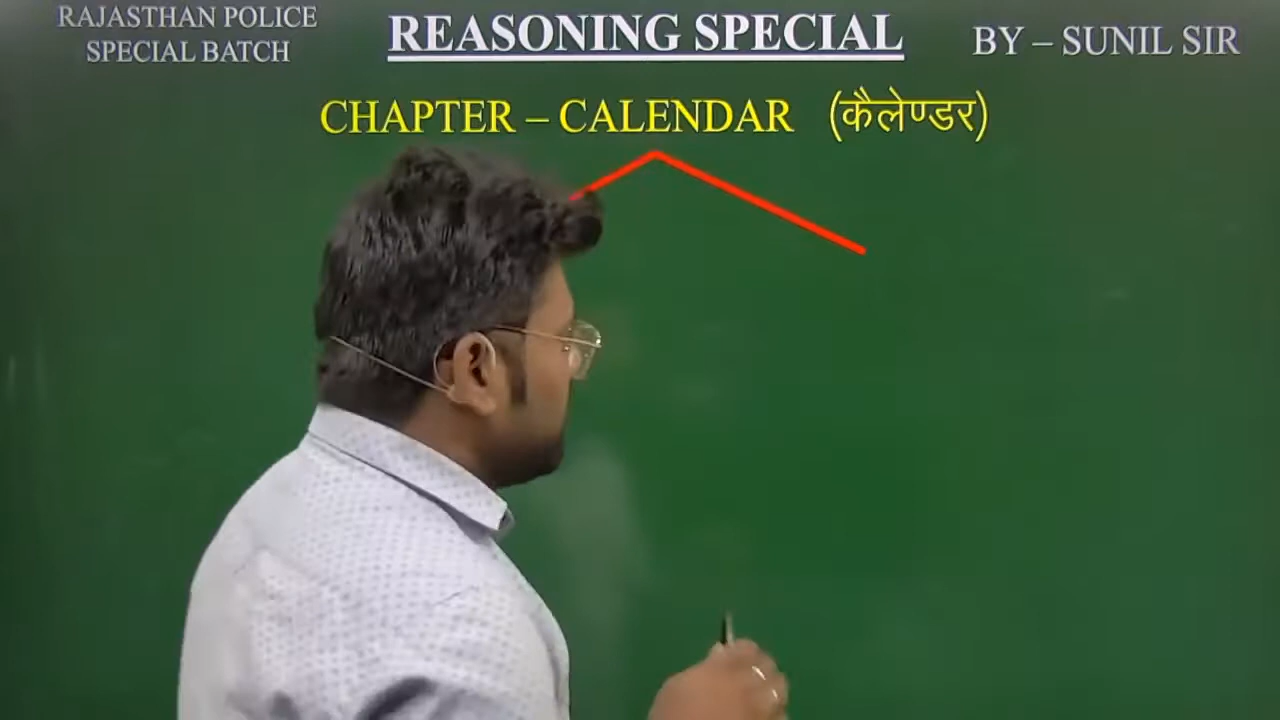 RAJASTHAN POLICE
SPECIAL BATCH
REASONING SPECIAL
BY – SUNIL SIR
CHAPTER – CALENDAR (कैलेण्डर)